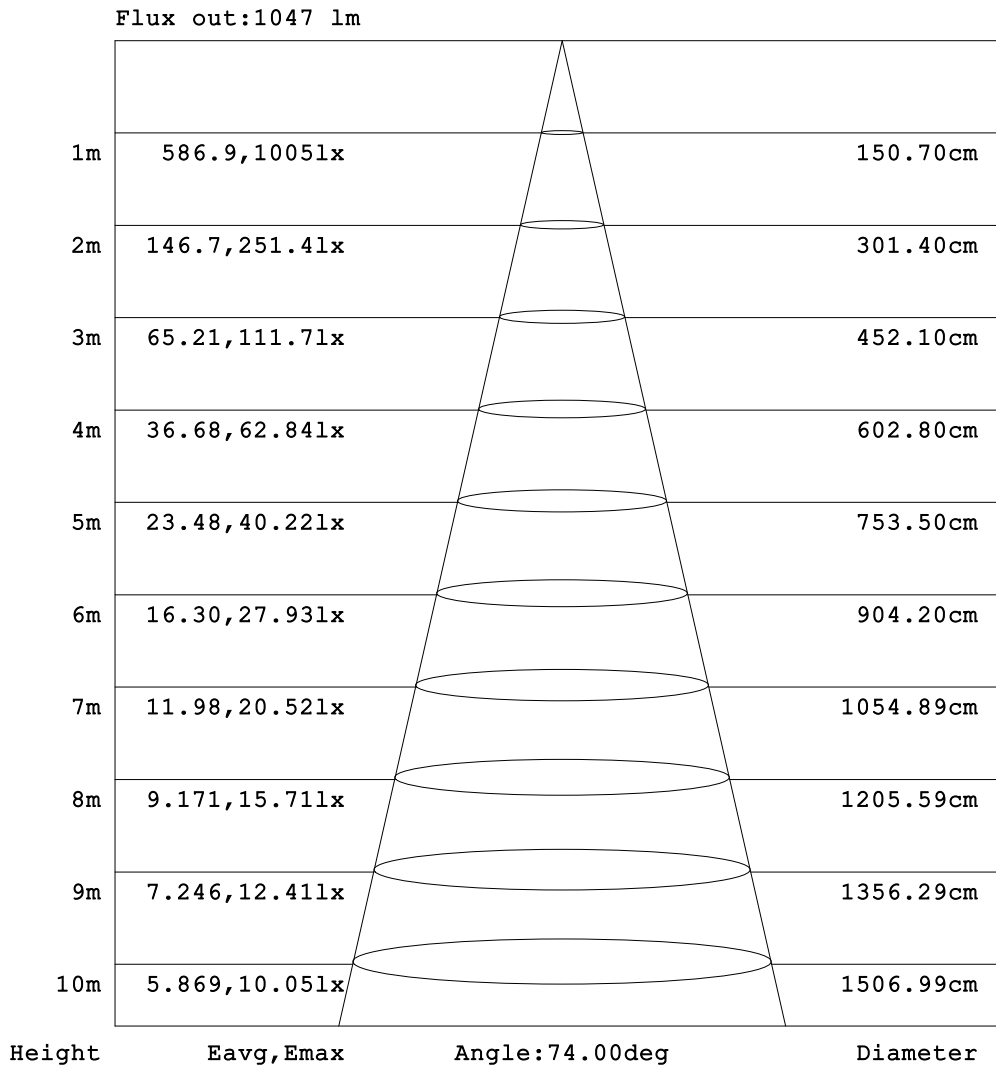 Flux out:1047 lm
1m 586.9,1005lx 150.70cm
2m 146.7,251.4lx 301.40cm
3m 65.21,111.7lx 452.10cm
4m 36.68,62.84lx 602.80cm
5m 23.48,40.22lx 753.50cm
6m 16.30,27.93lx 904.20cm
7m 11.98,20.52lx 1054.89cm
8m 9.171,15.71lx 1205.59cm
9m 7.246,12.41lx 1356.29cm
10m 5.869,10.05lx 1506.99cm
Height Eavg,Emax Angle:74.00deg Diameter